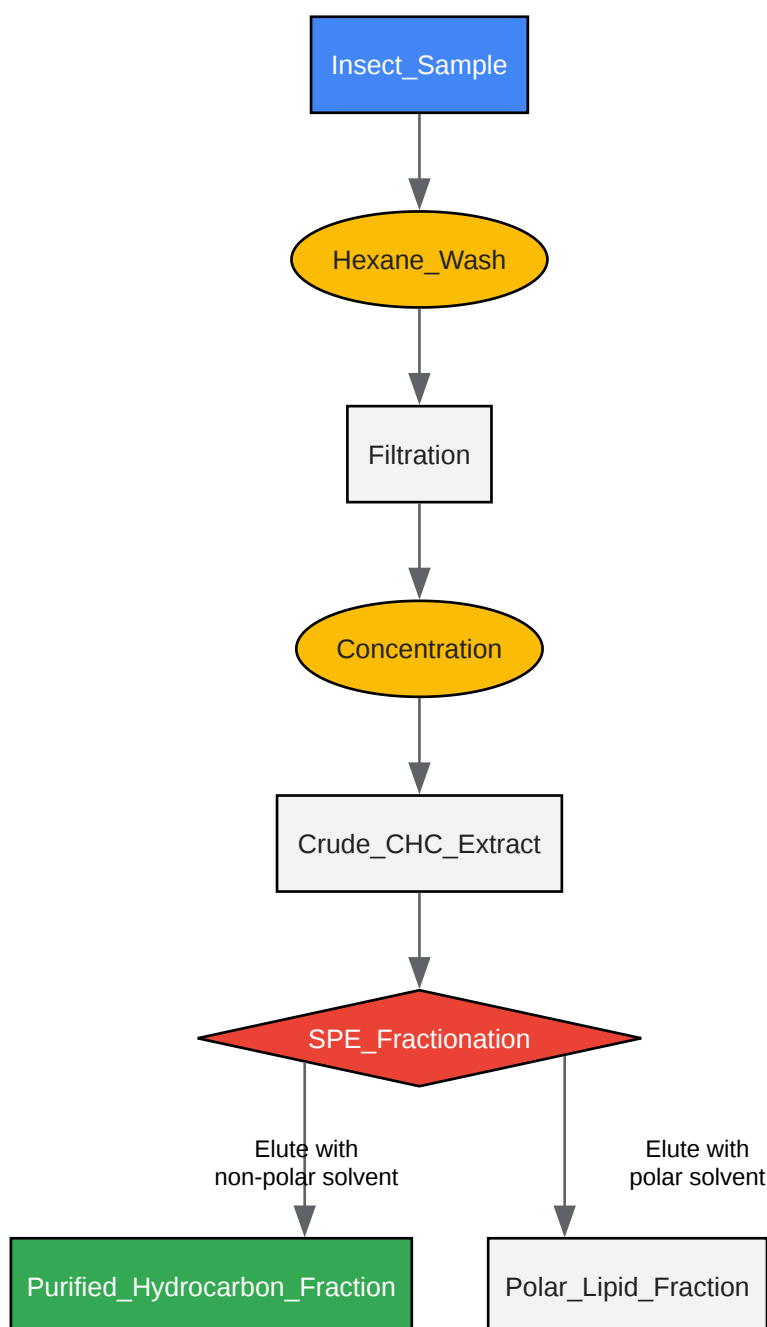 Insect_Sample
Hexane_Wash
Filtration
Concentration
Crude_CHC_Extract
SPE_Fractionation
Elute with
non-polar solvent
Elute with
polar solvent
Purified_Hydrocarbon_Fraction
Polar_Lipid_Fraction